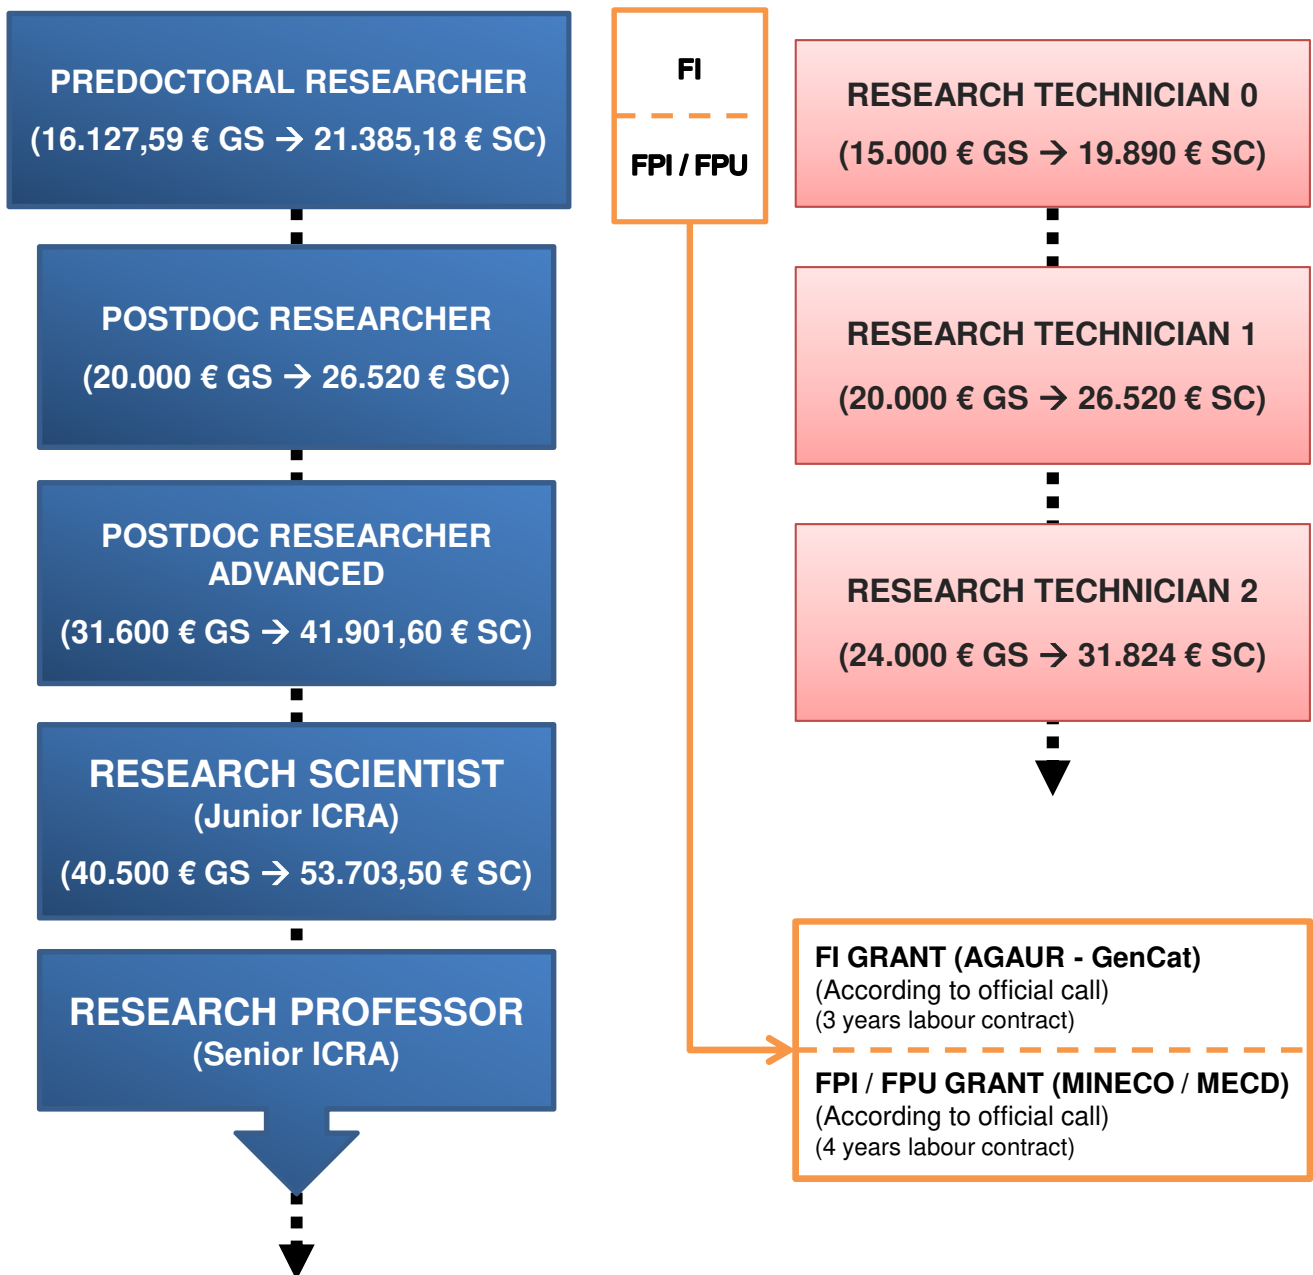 PREDOCTORAL RESEARCHER
(16.127,59 € GS → 21.385,18 € SC)
POSTDOC RESEARCHER
(20.000 € GS → 26.520 € SC)
POSTDOC RESEARCHER
ADVANCED
(31.600 € GS → 41.901,60 € SC)
RESEARCH SCIENTIST
(Junior ICRA)
(40.500 € GS → 53.703,50 € SC)
RESEARCH PROFESSOR
(Senior ICRA)
FI
FPI / FPU
RESEARCH TECHNICIAN 0
(15.000 € GS → 19.890 € SC)
RESEARCH TECHNICIAN 1
(20.000 € GS → 26.520 € SC)
RESEARCH TECHNICIAN 2
(24.000 € GS → 31.824 € SC)
FI GRANT (AGAUR - GenCat)
(According to official call)
(3 years labour contract)
FPI / FPU GRANT (MINECO / MECD)
(According to official call)
(4 years labour contract)